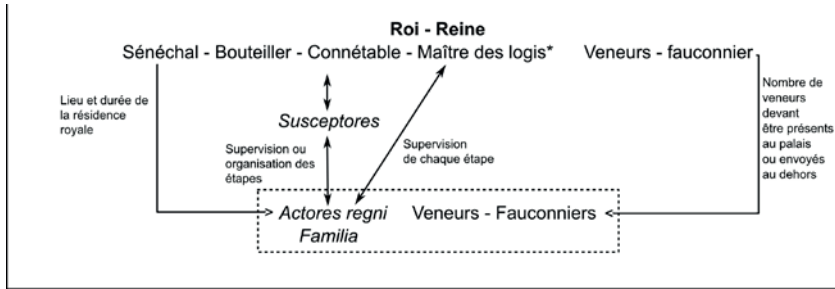 Roi - Reine
Sénéchal - Bouteiller - Connétable - Maître des logis*
Veneurs - fauconnier
Lieu et durée de
la résidence
royale
Susceptores
Supervision ou
organisation des
étapes
Supervision
de chaque étape
Nombre de
veneurs
devant
être présents
au palais
ou envoyés
au dehors
Actores regni
Familia
Veneurs - Fauconniers